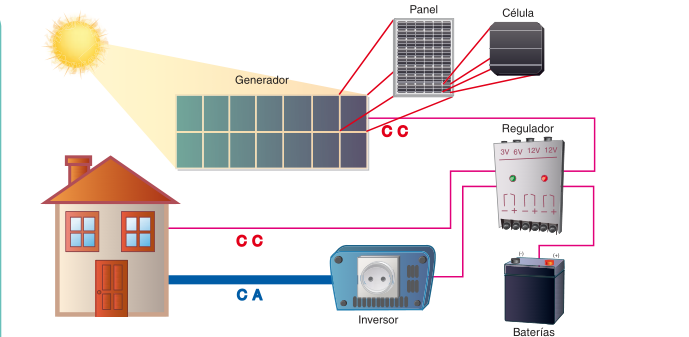 Panel
Célula
Generador
C C
Regulador
3V 6V 12V 12V
- + - + - +
C C
(-) (+)
C A
Inversor
Baterías